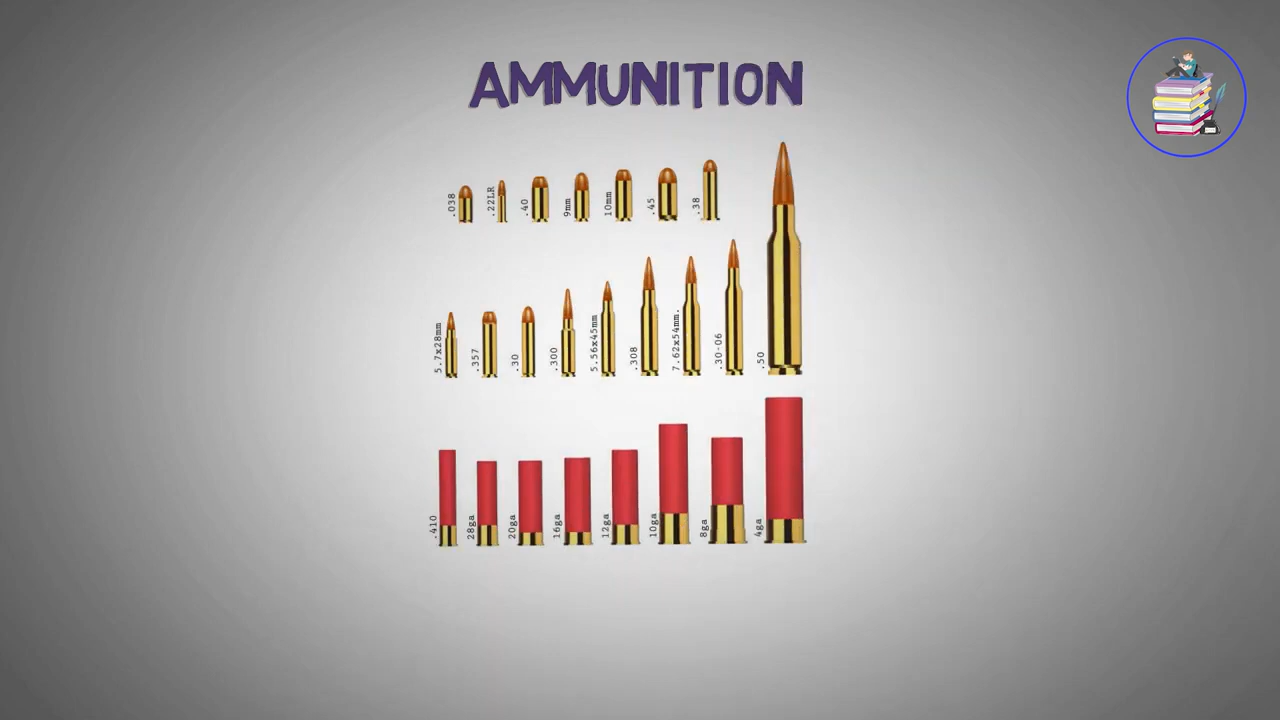 AMMUNITION
.038 .22LR .40 9mm 10mm .45 .38
5.7x28mm .357 .30 .300 5.56x45mm .308 7.62x54mm. .30-06 .50
.410 28ga 20ga 16ga 12ga 10ga 8ga 4ga